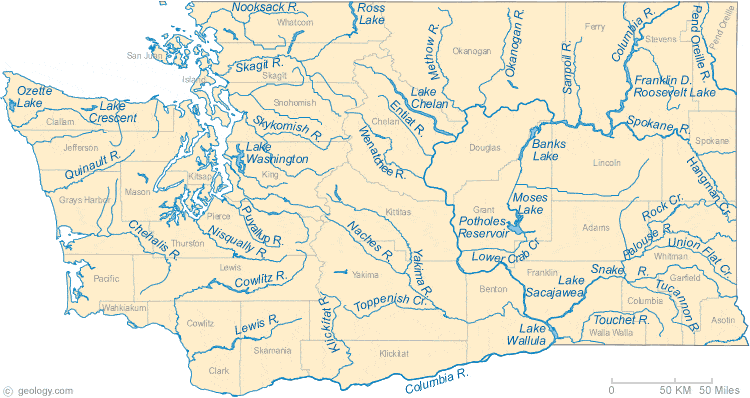 Nooksack R.
Whatcom
Ross
Lake
San Juan
Skagit R.
Skagit
Island
Okanogan
Methow R.
Okanogan R.
Sanpoil R.
Ferry
Columbia R.
Stevens
Pend Oreille R.
Pend Oreille
Franklin D.
Roosevelt Lake
Ozette
Lake
Lake
Crescent
Clallam
Jefferson
Snohomish
Skykomish R.
Lake
Chelan
Entiat R.
Chelan
Wenatchee R.
Douglas
Banks
Lake
Spokane R.
Spokane
Lincoln
Hangman Cr.
Quinault R.
Grays Harbor
Mason
Kitsap
Lake
Washington
King
Kittitas
Grant
Moses
Lake
Potholes
Reservoir
Adams
Rock Cr.
Palouse R.
Union Flat Cr.
Whitman
Chehalis R.
Thurston
Pierce
Puyallup R.
Nisqually R.
Naches R.
Yakima R.
Yakima
Lower Crab Cr.
Franklin
Lake
Sacajawea
Snake R.
Garfield
Columbia
Tucannon R.
Asotin
Pacific
Lewis
Cowlitz R.
Wahkiakum
Cowlitz
Lewis R.
Skamania
Clark
Klickitat R.
Toppenish Cr.
Klickitat
Benton
Lake
Wallula
Touchet R.
Walla Walla
Columbia R.
© geology.com
0 50 KM 50 Miles